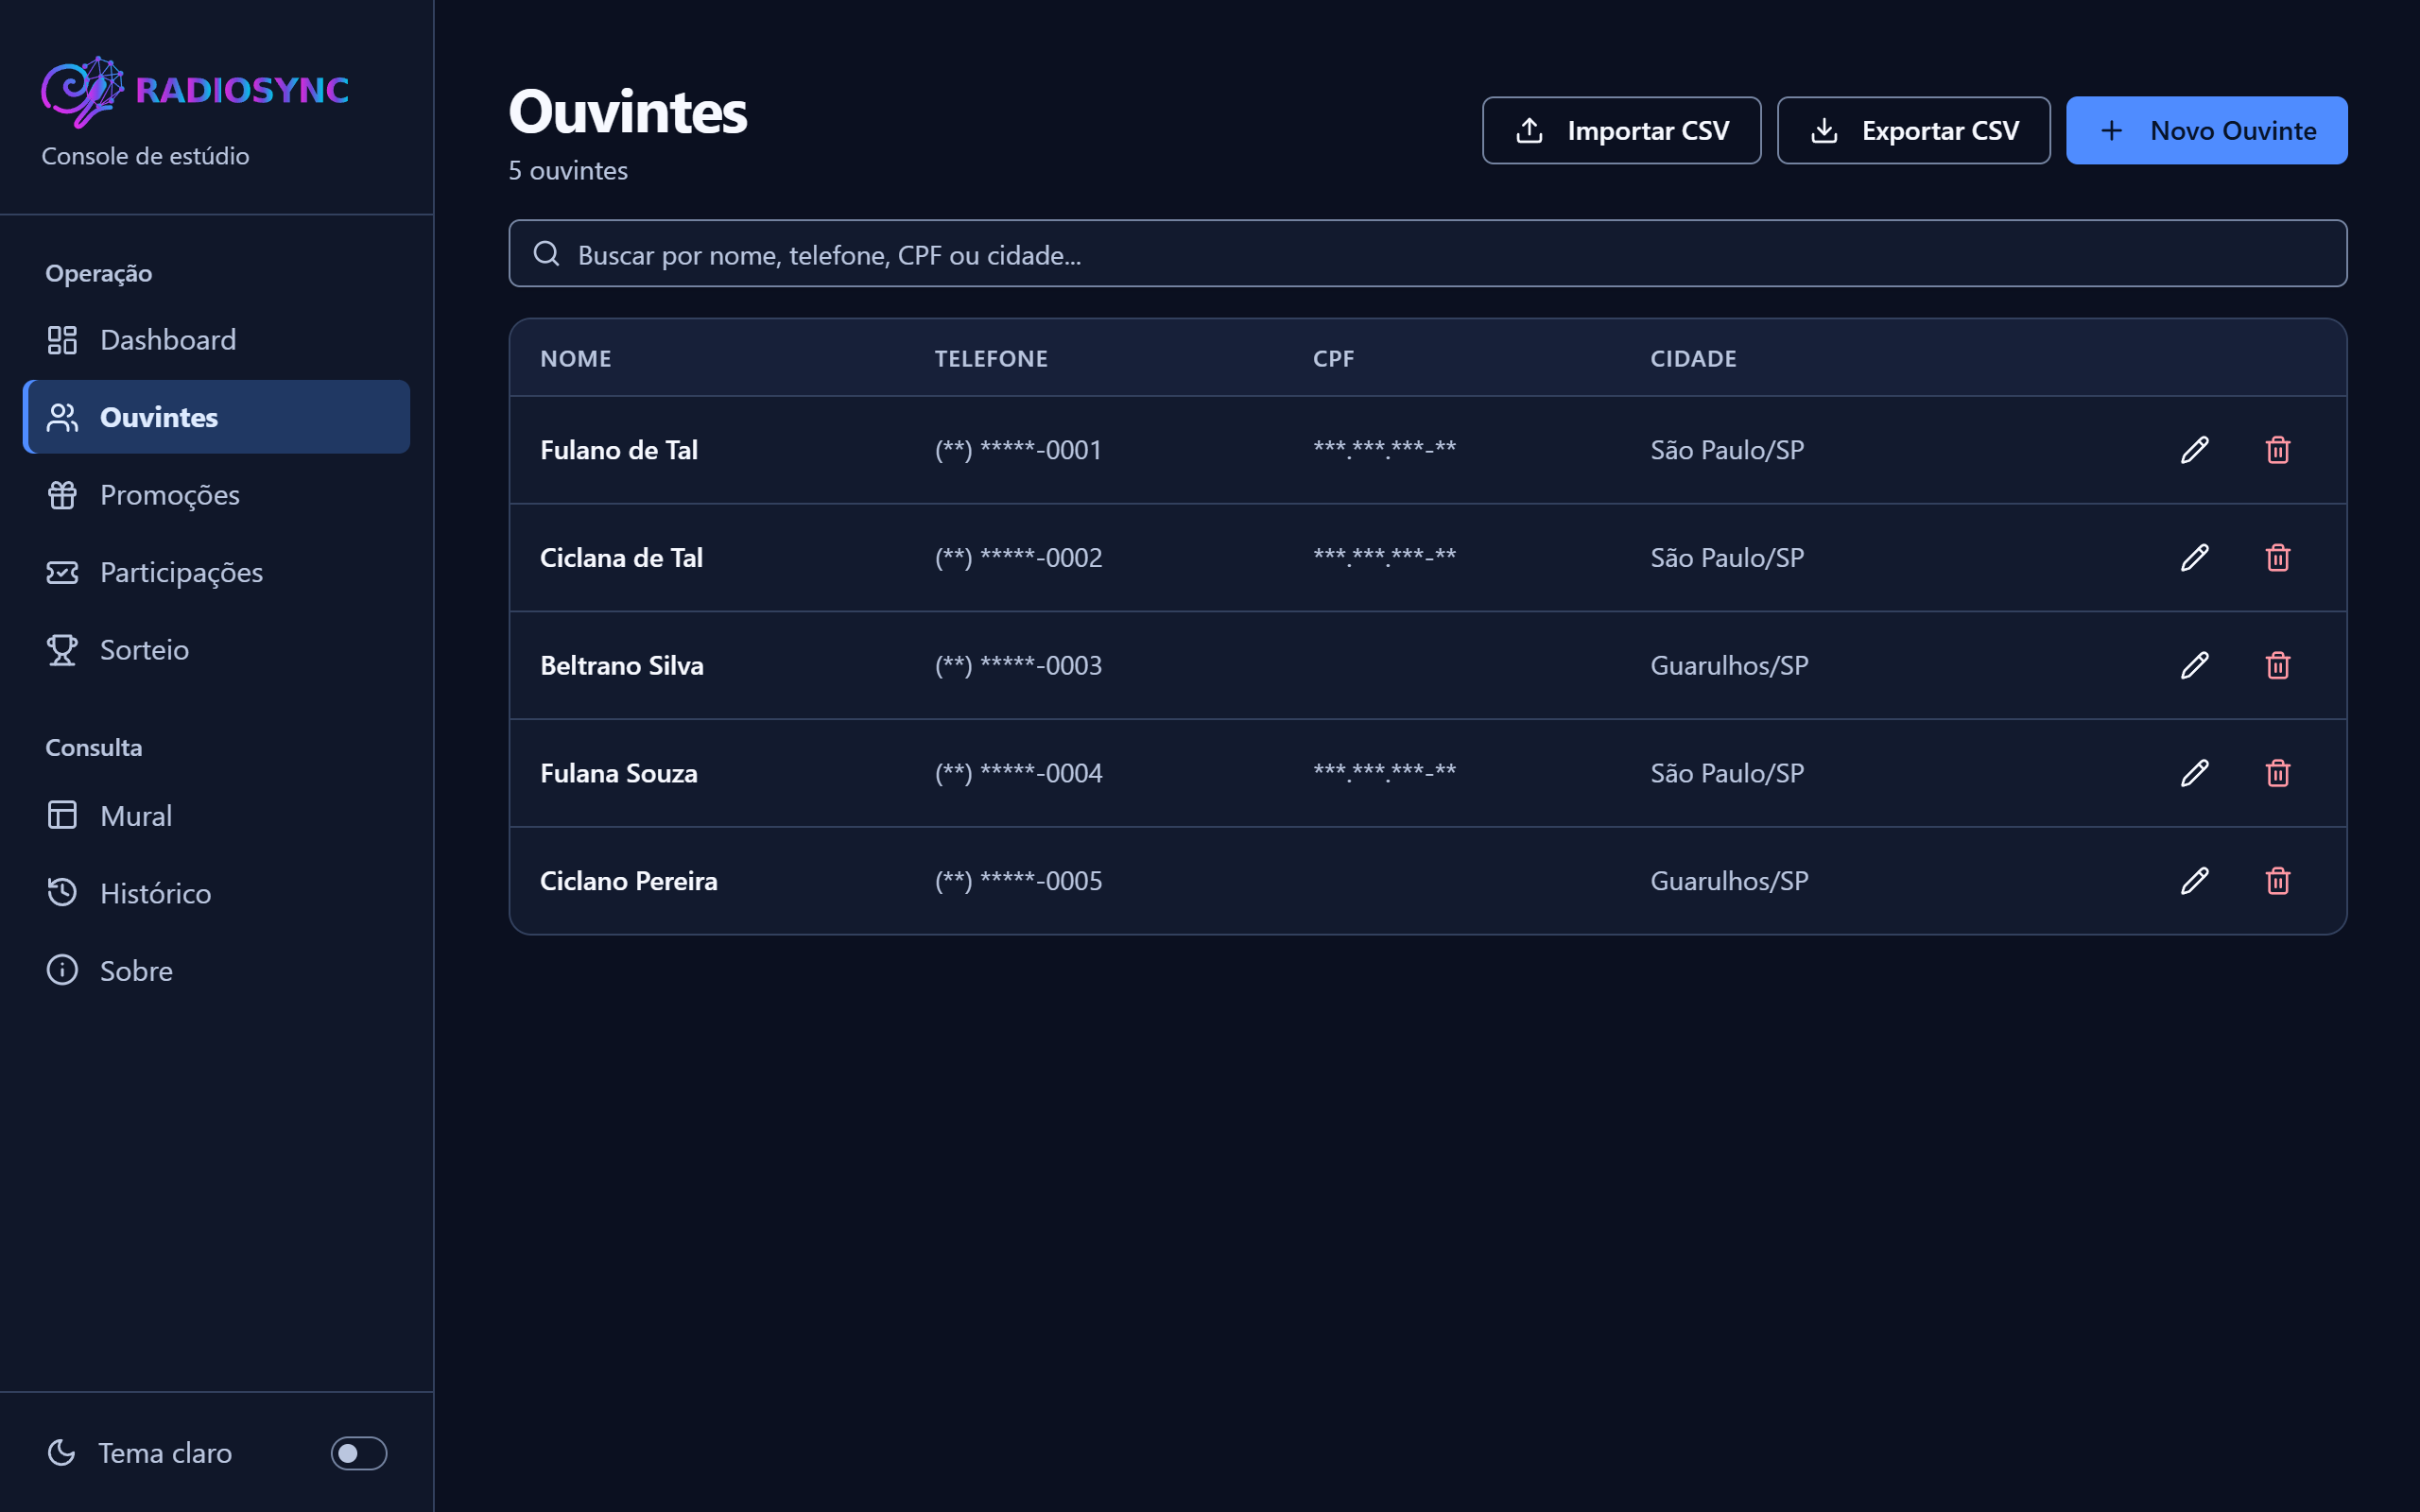 RADIOSYNC
Console de estúdio
Operação
Dashboard
Ouvintes
Promoções
Participações
Sorteio
Consulta
Mural
Histórico
Sobre
Tema claro
Ouvintes
5 ouvintes
Importar CSV
Exportar CSV
Novo Ouvinte
Buscar por nome, telefone, CPF ou cidade...
NOME TELEFONE CPF CIDADE
Fulano de Tal (**) *****-0001 ***.***.***-** São Paulo/SP
Ciclana de Tal (**) *****-0002 ***.***.***-** São Paulo/SP
Beltrano Silva (**) *****-0003 Guarulhos/SP
Fulana Souza (**) *****-0004 ***.***.***-** São Paulo/SP
Ciclano Pereira (**) *****-0005 Guarulhos/SP